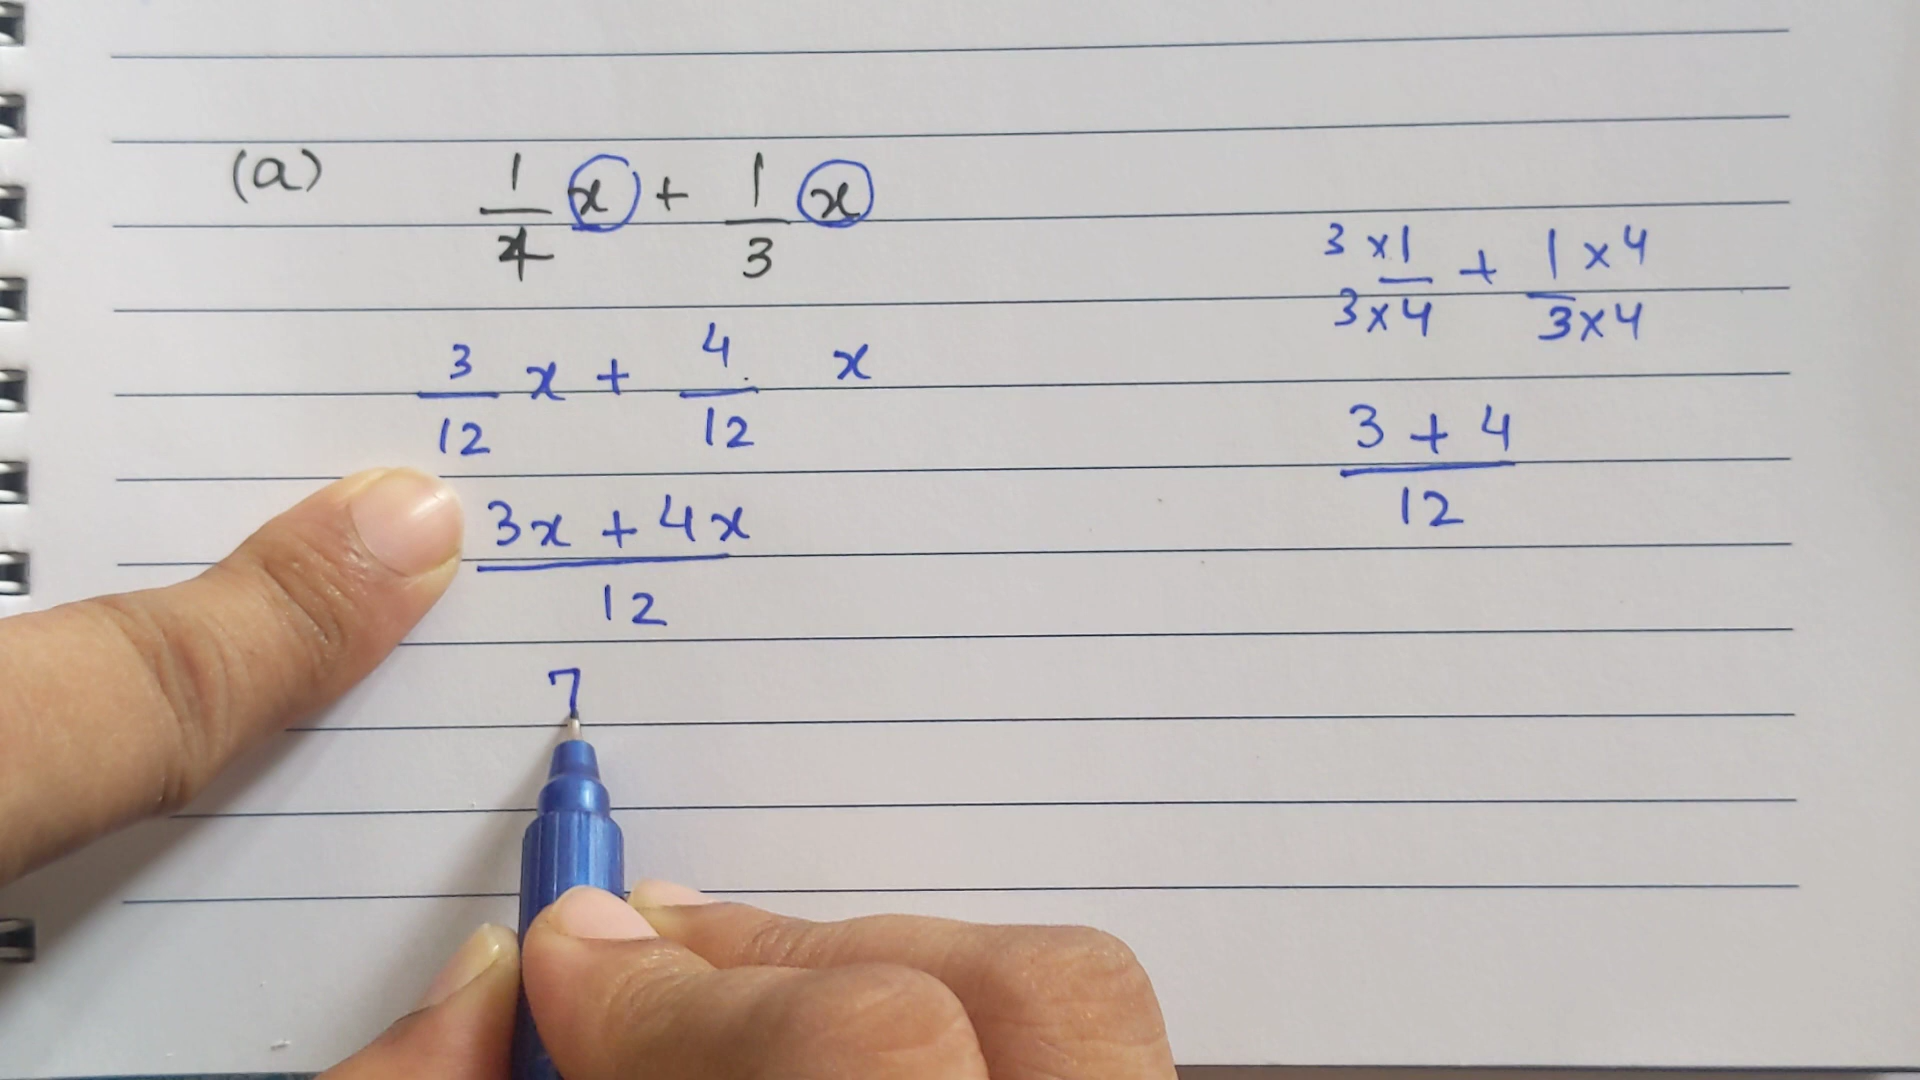 (a) 1/4 x + 1/3 x
3/12 x + 4/12 x
3x + 4x / 12
7
3 x 1 / 3 x 4 + 1 x 4 / 3 x 4
3 + 4 / 12